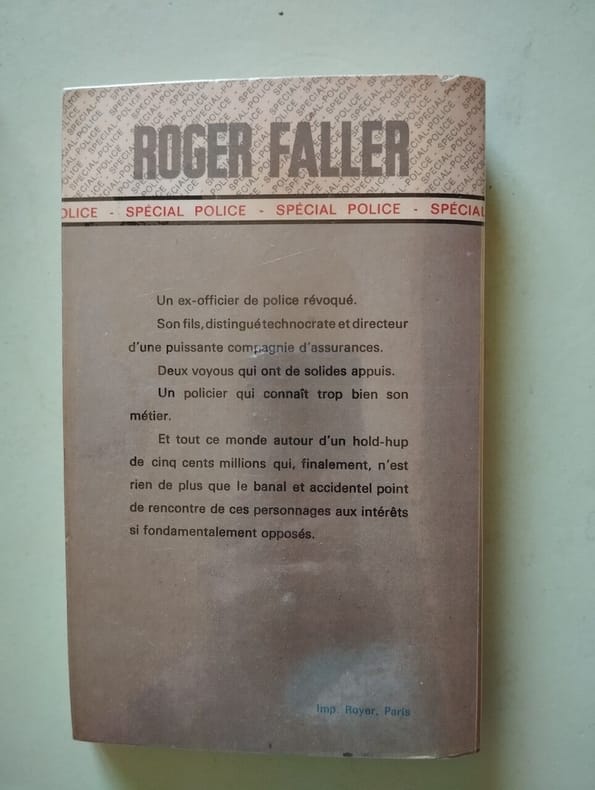 ROGER FALLER
OLICE - SPÉCIAL POLICE - SPÉCIAL POLICE - SPÉCIAL
Un ex-officier de police révoqué.
Son fils, distingué technocrate et directeur
d'une puissante compagnie d'assurances.
Deux voyous qui ont de solides appuis.
Un policier qui connaît trop bien son
métier.
Et tout ce monde autour d'un hold-hup
de cinq cents millions qui, finalement, n'est
rien de plus que le banal et accidentel point
de rencontre de ces personnages aux intérêts
si fondamentalement opposés.
Imp. Royer, Paris